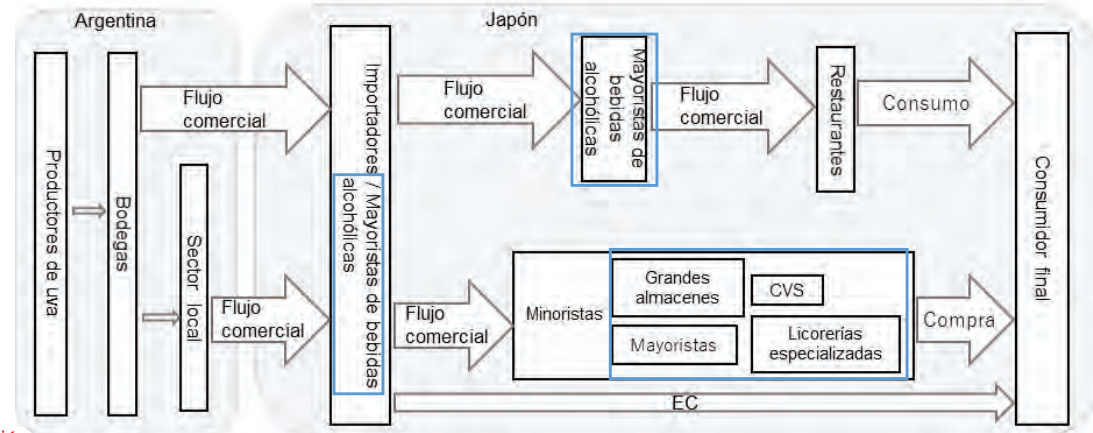 Argentina
Japón
Productores de uva
Bodegas
Sector local
Flujo
comercial
Flujo
comercial
Importadores / Mayoristas de bebidas
alcohólicas
Flujo
comercial
Mayoristas de
bebidas
alcohólicas
Flujo
comercial
Restaurantes
Consumo
Flujo
comercial
Minoristas
Grandes
almacenes
CVS
Mayoristas
Licorerías
especializadas
Compra
EC
Consumidor final